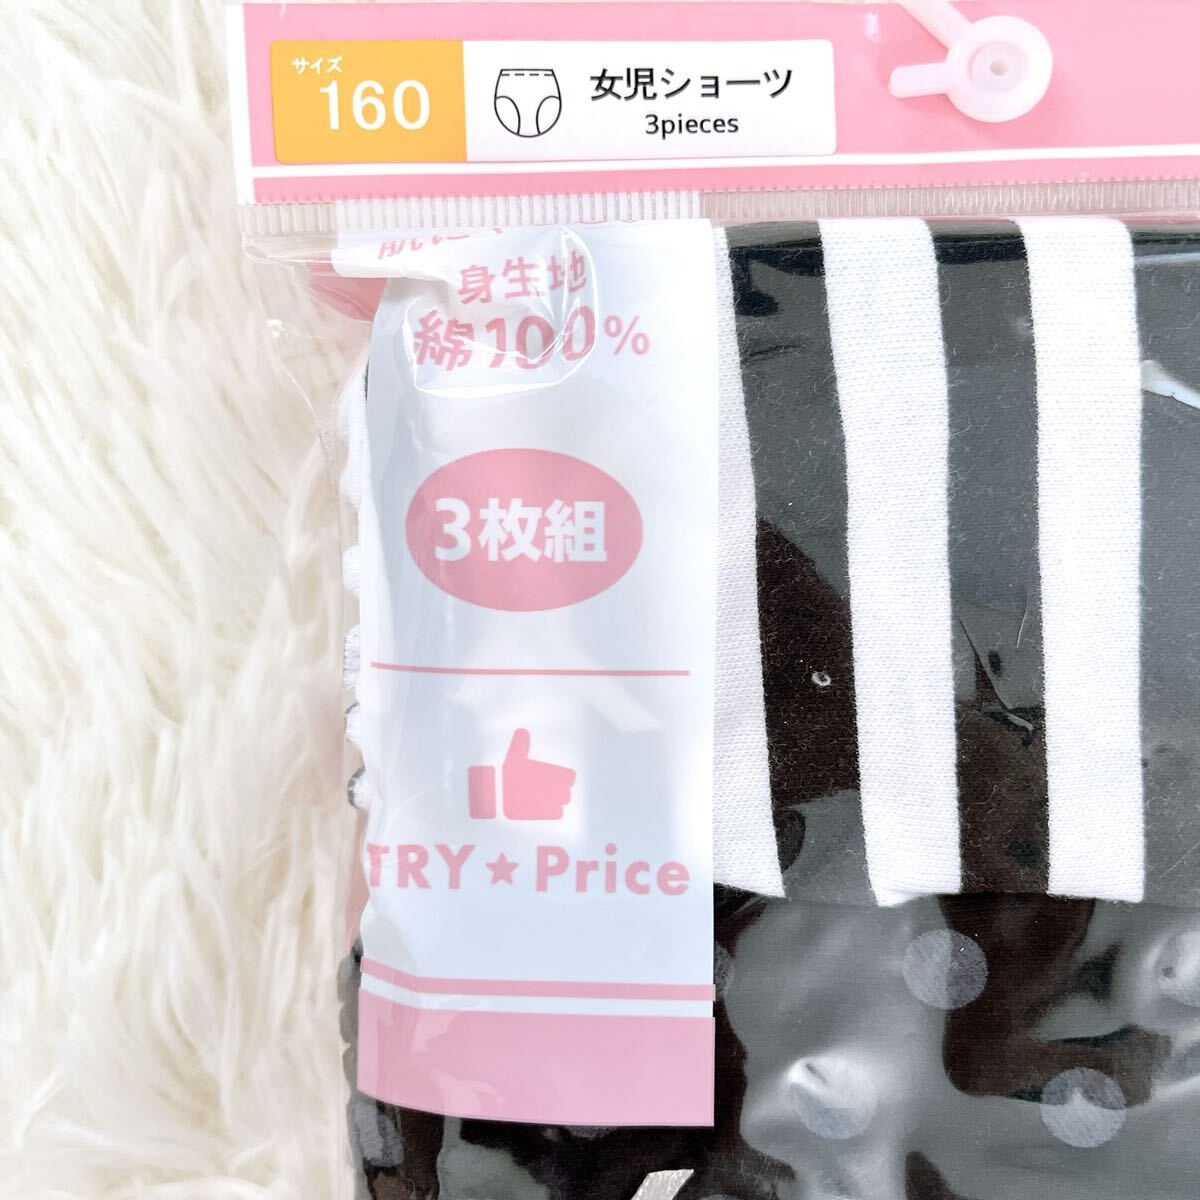 サイズ
160
女児ショーツ
3pieces
身生地
綿100%
3枚組
TRY★Price